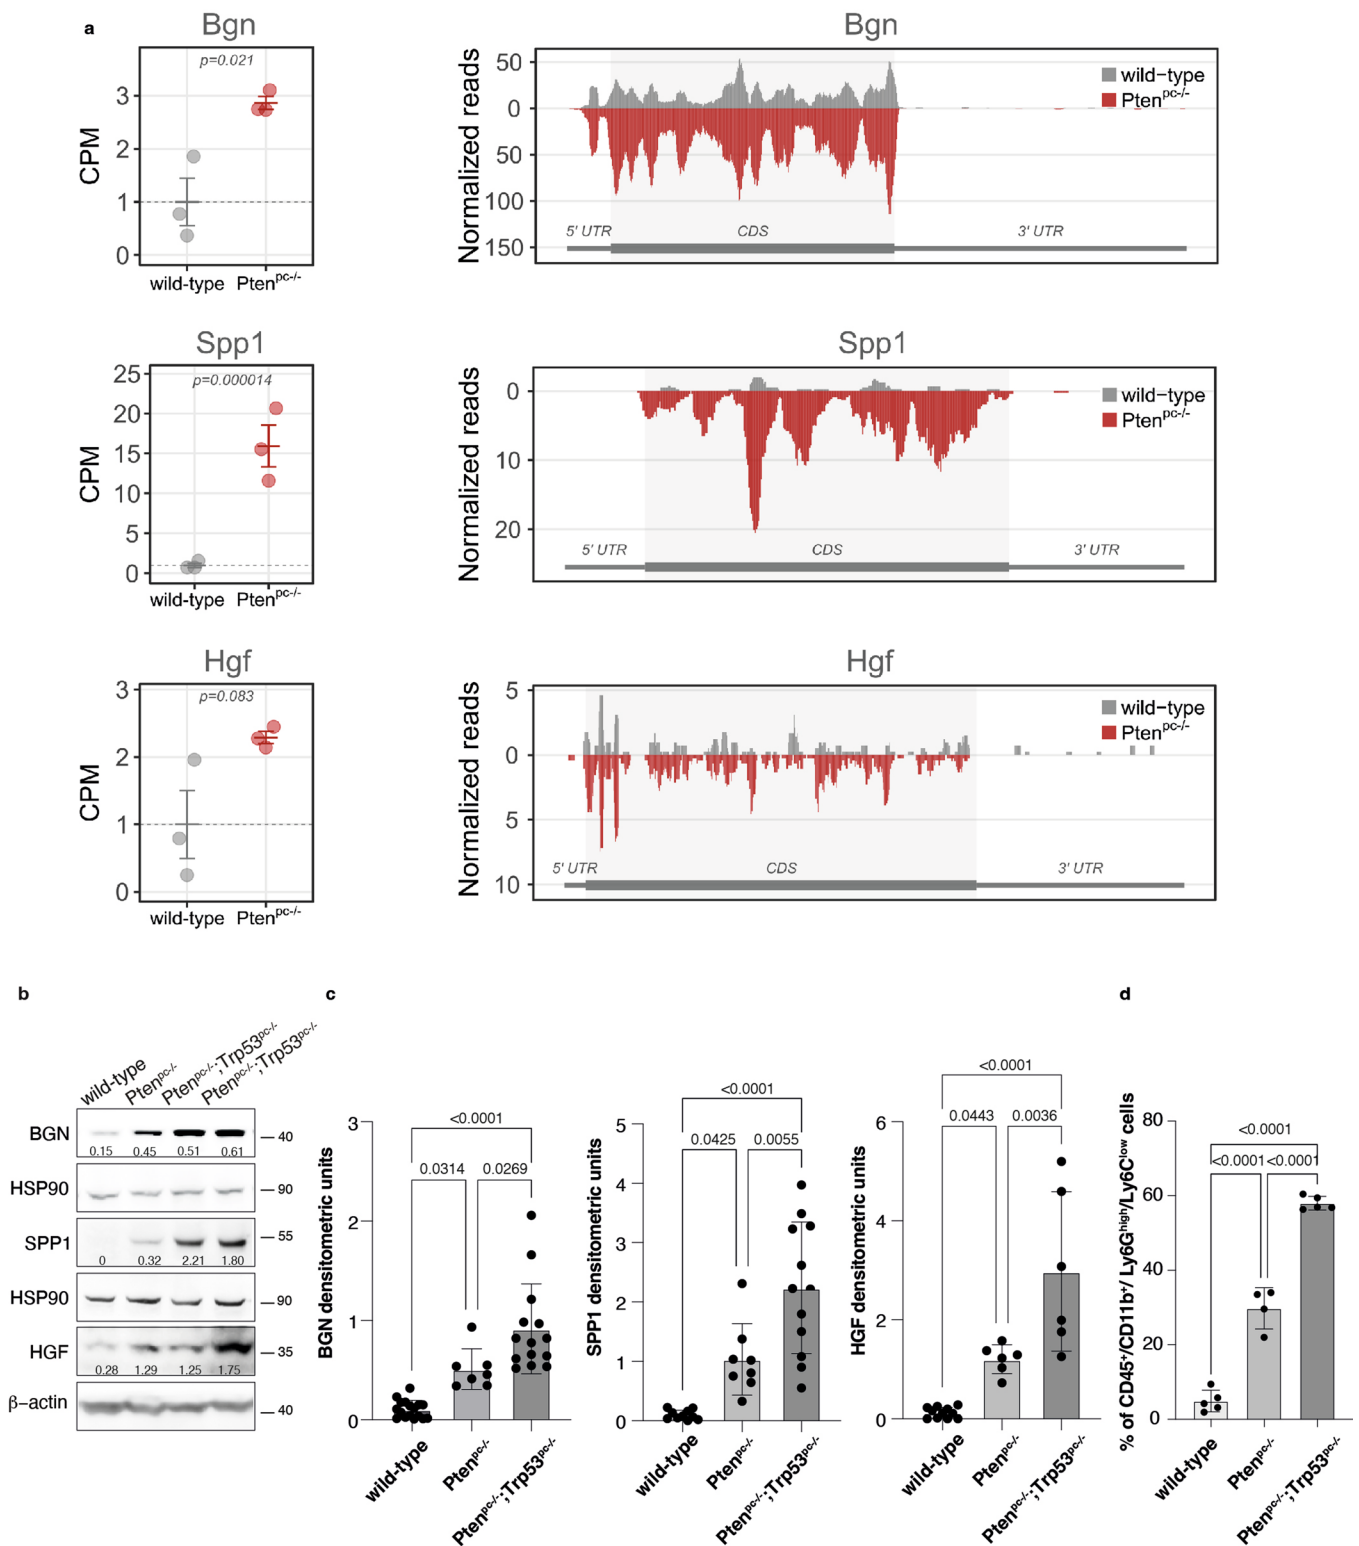 a
Bgn
p=0.021
CPM
3
2
1
0
wild-type Ptenpc-/-
Bgn
Normalized reads
50
0
50
100
150
wild-type
Ptenpc-/-
5' UTR CDS 3' UTR
Spp1
p=0.000014
CPM
25
20
15
10
5
0
wild-type Ptenpc-/-
Spp1
Normalized reads
0
10
20
wild-type
Ptenpc-/-
5' UTR CDS 3' UTR
Hgf
p=0.083
CPM
3
2
1
0
wild-type Ptenpc-/-
Hgf
Normalized reads
5
0
5
10
wild-type
Ptenpc-/-
5' UTR CDS 3' UTR
b
wild-type
Ptenpc-/-
Ptenpc-/-;Trp53pc-/-
Ptenpc-/-;Trp53pc-/-
BGN 40
0.15 0.45 0.51 0.61
HSP90 90
SPP1 55
0 0.32 2.21 1.80
HSP90 90
HGF 35
0.28 1.29 1.25 1.75
β-actin 40
c
BGN densitometric units
3
2
1
0
<0.0001
0.0314 0.0269
wild-type
Ptenpc-/-
Ptenpc-/-;Trp53pc-/-
SPP1 densitometric units
5
4
3
2
1
0
<0.0001
0.0425 0.0055
wild-type
Ptenpc-/-
Ptenpc-/-;Trp53pc-/-
HGF densitometric units
6
4
2
0
<0.0001
0.0443 0.0036
wild-type
Ptenpc-/-
Ptenpc-/-;Trp53pc-/-
d
% of CD45+/CD11b+/ Ly6Ghigh/Ly6Clow cells
80
60
40
20
0
<0.0001
<0.0001 <0.0001
wild-type
Ptenpc-/-
Ptenpc-/-;Trp53pc-/-